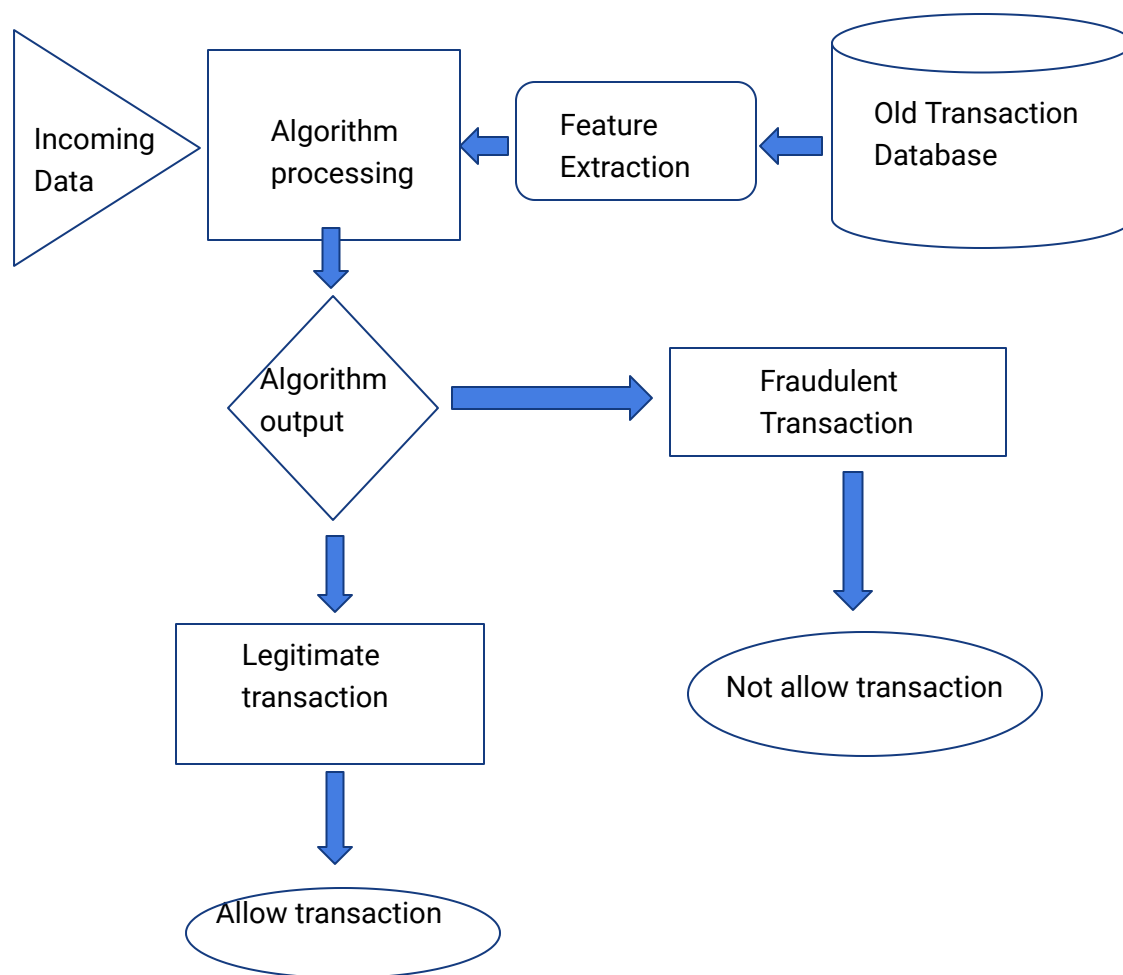 Incoming
Data
Algorithm
processing
Feature
Extraction
Old Transaction
Database
Algorithm
output
Fraudulent
Transaction
Legitimate
transaction
Not allow transaction
Allow transaction